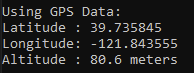 Using GPS Data:
Latitude : 39.735845
Longitude: -121.843555
Altitude : 80.6 meters